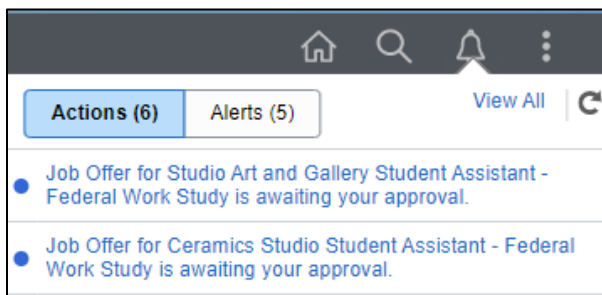 Actions (6) Alerts (5) View All
Job Offer for Studio Art and Gallery Student Assistant -
Federal Work Study is awaiting your approval.
Job Offer for Ceramics Studio Student Assistant - Federal
Work Study is awaiting your approval.